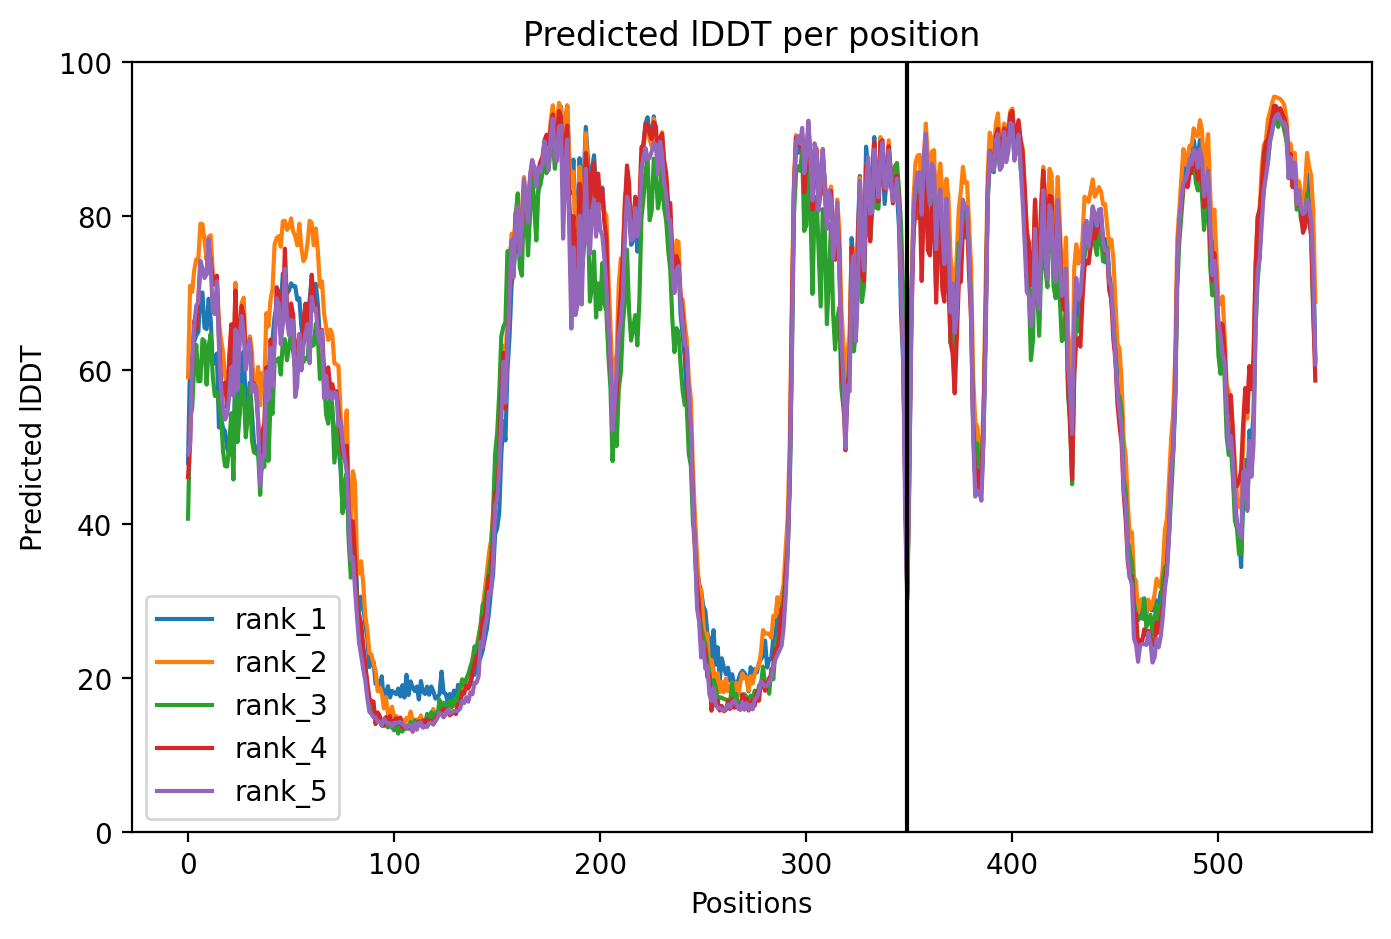 Predicted lDDT per position
Predicted lDDT
100
80
60
40
20
0
rank_1
rank_2
rank_3
rank_4
rank_5
0 100 200 300 400 500
Positions